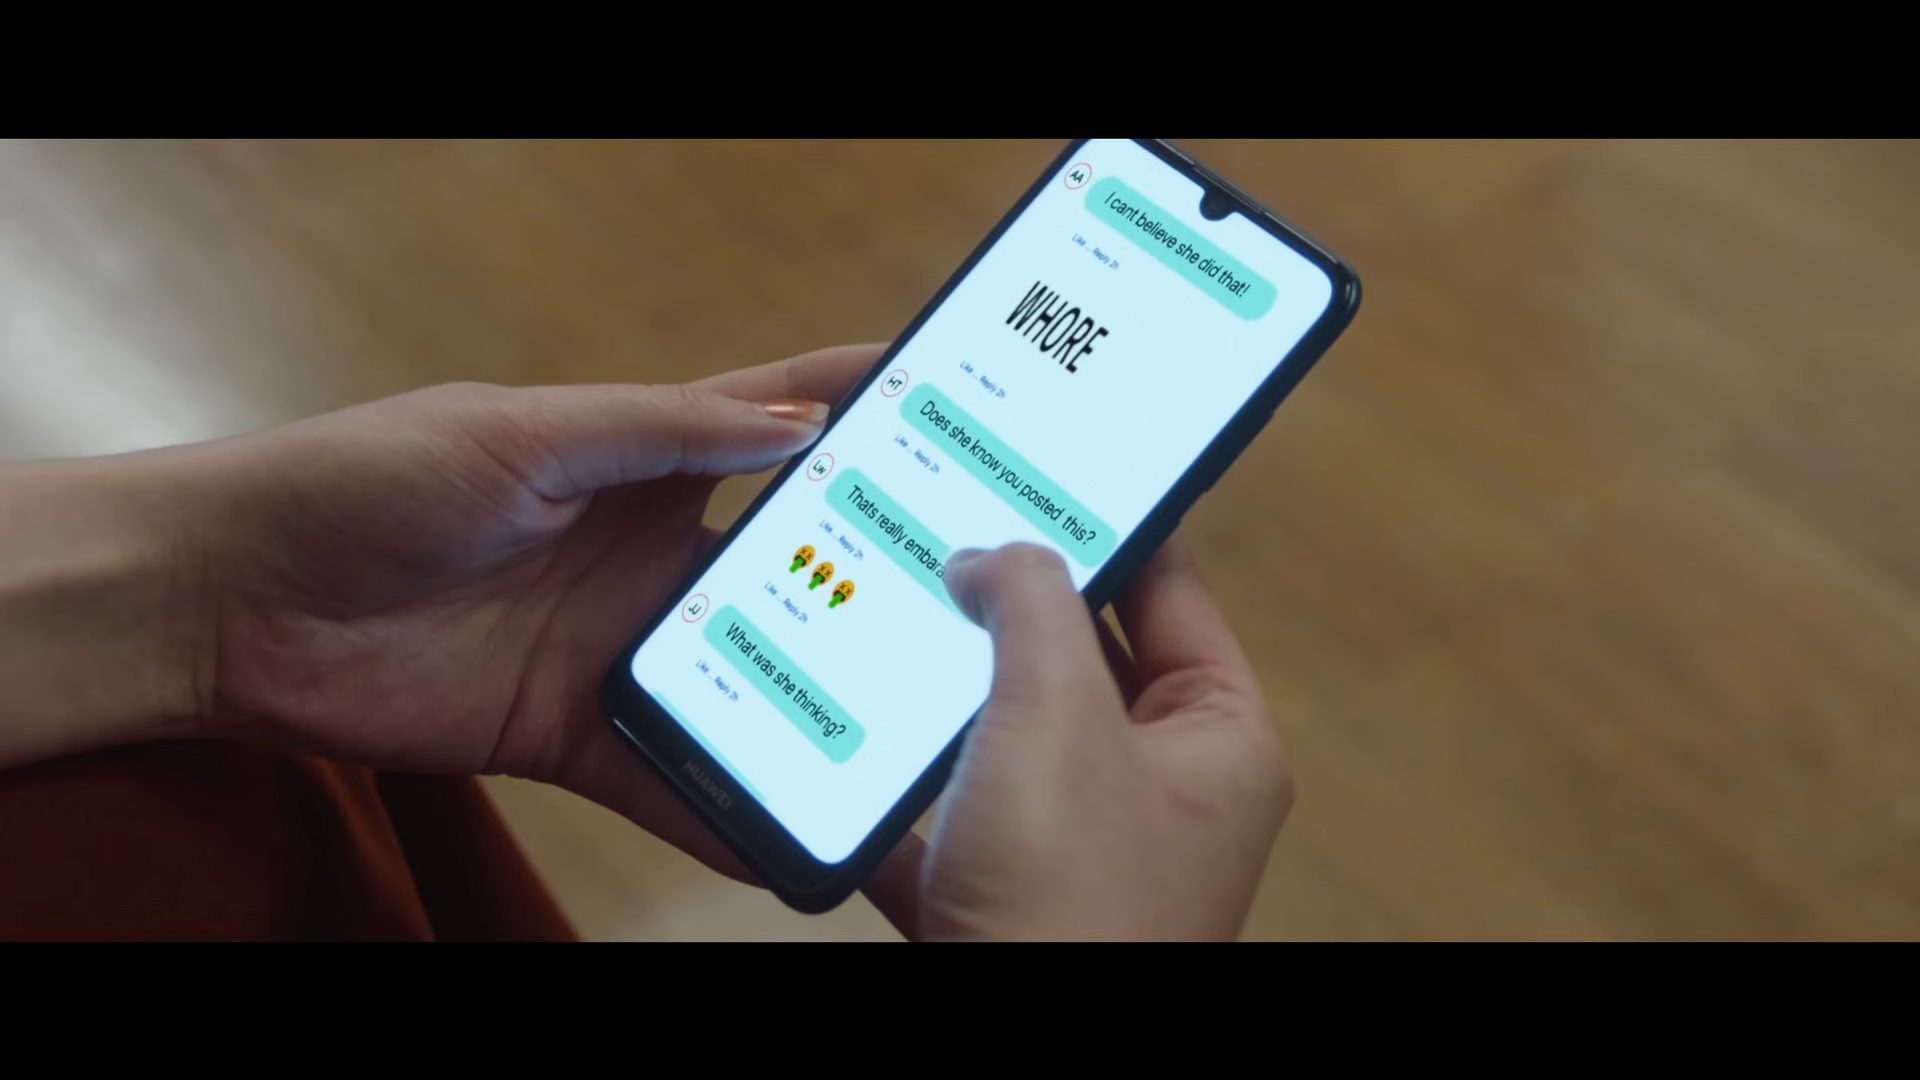 AA
I cant believe she did that!
Like ... Reply 2h
WHORE
Like ... Reply 2h
HT
Does she know you posted this?
Like ... Reply 2h
Lw
Thats really embara
Like ... Reply 2h
Like ... Reply 2h
JJ
What was she thinking?
Like ... Reply 2h
HUAWEI